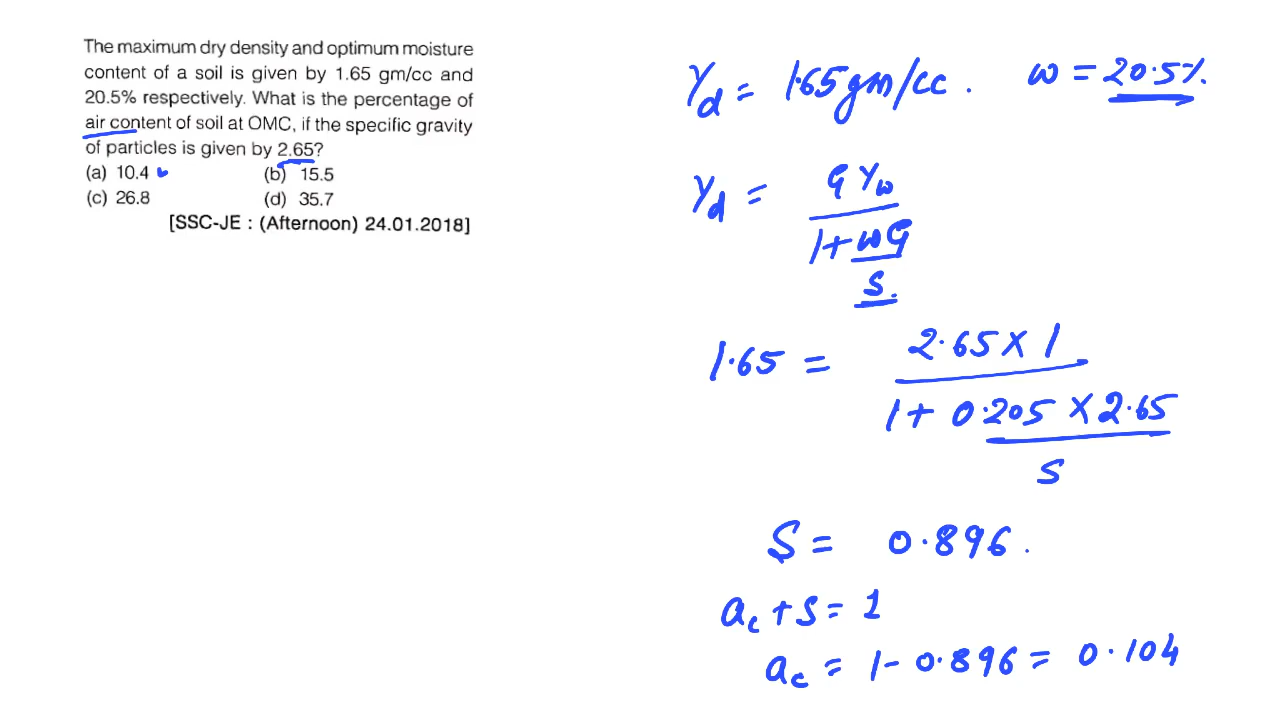 The maximum dry density and optimum moisture
content of a soil is given by 1.65 gm/cc and
20.5% respectively. What is the percentage of
air content of soil at OMC, if the specific gravity
of particles is given by 2.65?
(a) 10.4 (b) 15.5
(c) 26.8 (d) 35.7
[SSC-JE : (Afternoon) 24.01.2018]
γd = 1.65 gm/cc. w = 20.5%.
γd = G γw
1 + wG
S.
1.65 = 2.65 × 1
1 + 0.205 × 2.65
S
S = 0.896.
ac + s = 1
ac = 1 - 0.896 = 0.104